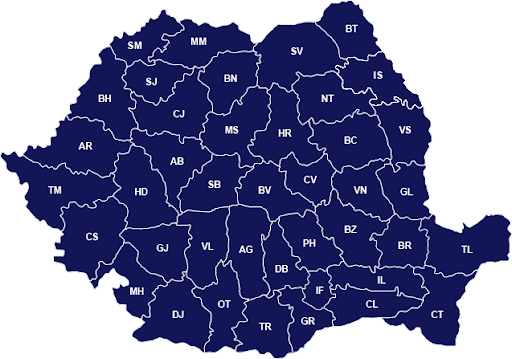 BT
SM
MM
SV
IS
SJ
BN
BH
NT
CJ
MS
HR
VS
BC
AR
AB
CV
SB
BV
VN
GL
TM
HD
CS
BZ
GJ
VL
AG
PH
BR
TL
DB
IL
MH
IF
OT
CL
DJ
CT
TR
GR